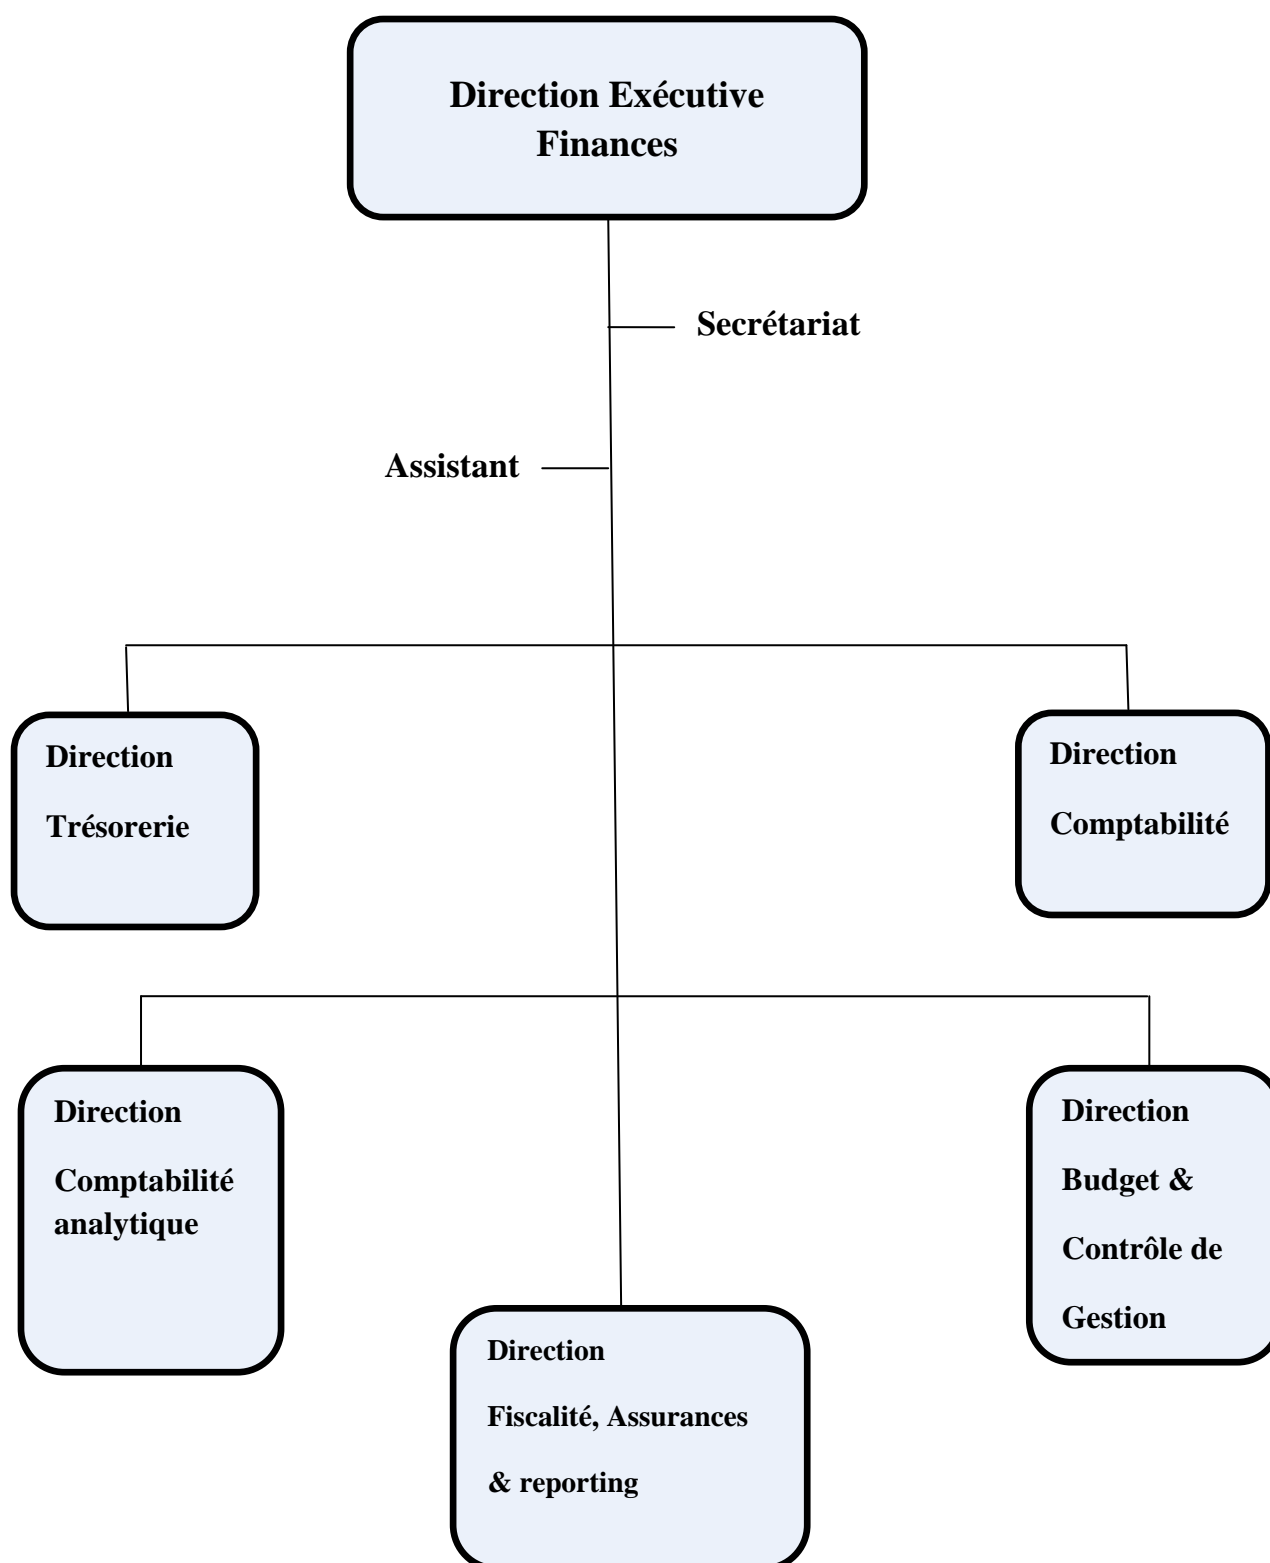 Direction Exécutive
Finances
Secrétariat
Assistant
Direction
Trésorerie
Direction
Comptabilité
Direction
Comptabilité
analytique
Direction
Budget &
Contrôle de
Gestion
Direction
Fiscalité, Assurances
& reporting